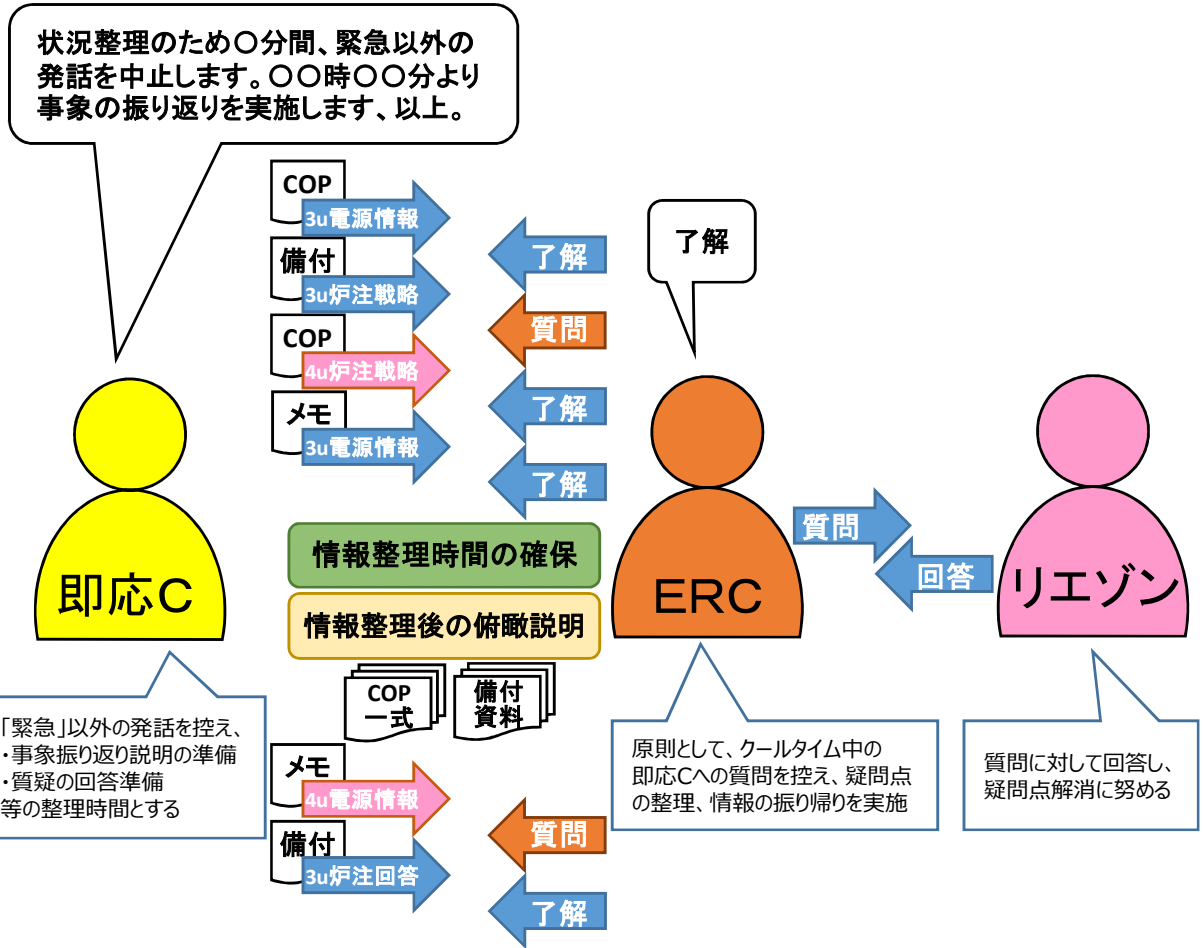 状況整理のため〇分間、緊急以外の
発話を中止します。〇〇時〇〇分より
事象の振り返りを実施します、以上。
COP
3u電源情報
備付
3u炉注戦略
COP
4u炉注戦略
メモ
3u電源情報
了解
質問
了解
了解
了解
情報整理時間の確保
情報整理後の俯瞰説明
COP
一式
備付
資料
メモ
4u電源情報
備付
3u炉注回答
質問
了解
即応C
ERC
質問
回答
リエゾン
「緊急」以外の発話を控え、
・事象振り返り説明の準備
・質疑の回答準備
等の整理時間とする
原則として、クールタイム中の
即応Cへの質問を控え、疑問点
の整理、情報の振り帰りを実施
質問に対して回答し、
疑問点解消に努める